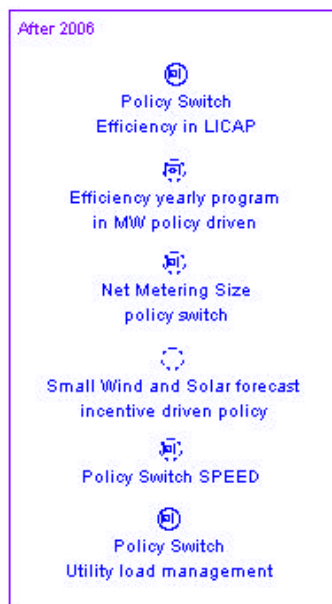 After 2006
Policy Switch
Efficiency in LICAP
Efficiency yearly program
in MW policy driven
Net Metering Size
policy switch
Small Wind and Solar forecast
incentive driven policy
Policy Switch SPEED
Policy Switch
Utility load management